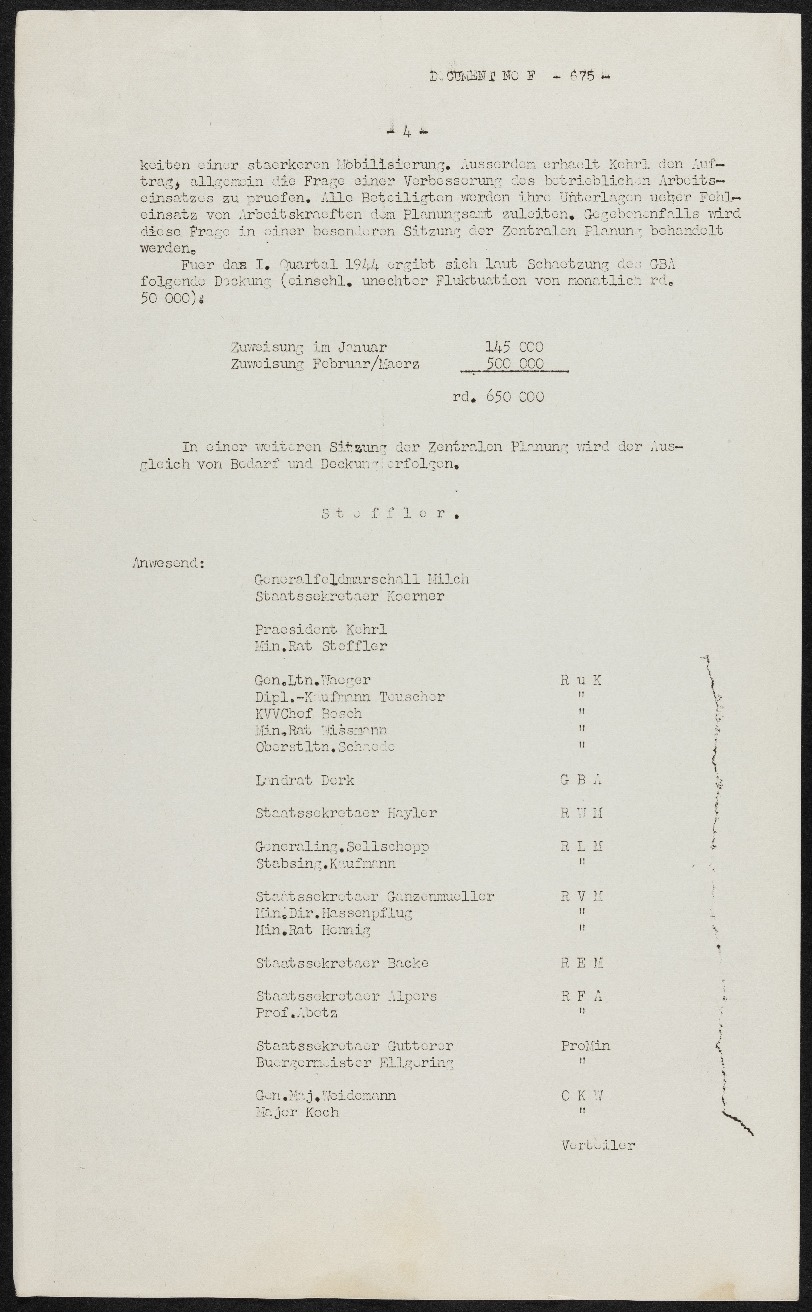 DOCUMENT NO F - 675 -
- 4 -
keiten einer staerkeren Mobilisierung. Ausserdem erhaelt Kehrl den Auf-
trag, allgemein die Frage einer Verbesserung des betrieblichen Arbeits-
einsatzes zu pruefen. Alle Beteiligten werden ihre Unterlagen ueber Fehl-
einsatz von Arbeitskraeften dem Planungsamt zuleiten. Gegebenenfalls wird
diese Frage in einer besonderen Sitzung der Zentralen Planung behandelt
werden.
Fuer das I. Quartal 1944 ergibt sich laut Schaetzung des GBA
folgende Deckung (einschl. unechter Fluktuation von monatlich rd.
50 000):
Zuweisung im Januar 145 000
Zuweisung Februar/Maerz 500 000
rd. 650 000
In einer weiteren Sitzung der Zentralen Planung wird der Aus-
gleich von Bedarf und Deckung erfolgen.
S t e f f l e r .
Anwesend:
Generalfeldmarschall Milch
Staatssekretaer Koerner
Praesident Kehrl
Min.Rat Steffler
Gen.Ltn.Waeger R u K
Dipl.-Kaufmann Teuscher "
KVVChef Bosch "
Min.Rat Wissmann "
Oberstltn.Schaede "
Landrat Derk G B A
Staatssekretaer Hayler R W M
Generaling.Sellschopp R L M
Stabsing.Kaufmann "
Staatssekretaer Ganzenmueller R V M
Min.Dir.Hassenpflug "
Min.Rat Hennig "
Staatssekretaer Backe R E M
Staatssekretaer Alpers R F A
Prof.Abetz "
Staatssekretaer Gutterer ProMin
Buergermeister Ellgering "
Gen.Maj.Weidemann O K W
Major Koch "
Verteiler